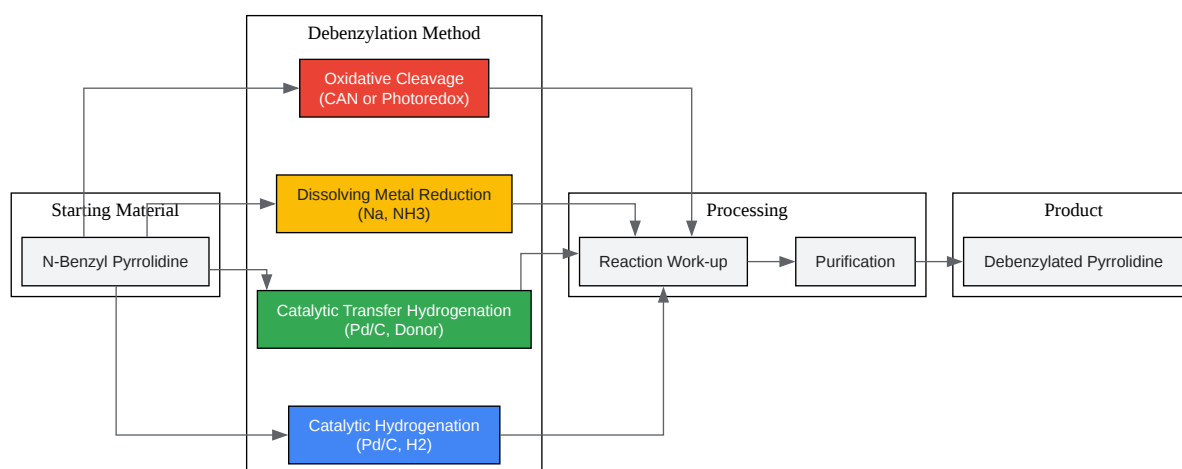 Debenzylation Method
Oxidative Cleavage
(CAN or Photoredox)
Dissolving Metal Reduction
(Na, NH3)
Starting Material
N-Benzyl Pyrrolidine
Catalytic Transfer Hydrogenation
(Pd/C, Donor)
Catalytic Hydrogenation
(Pd/C, H2)
Processing
Reaction Work-up
Purification
Product
Debenzylated Pyrrolidine